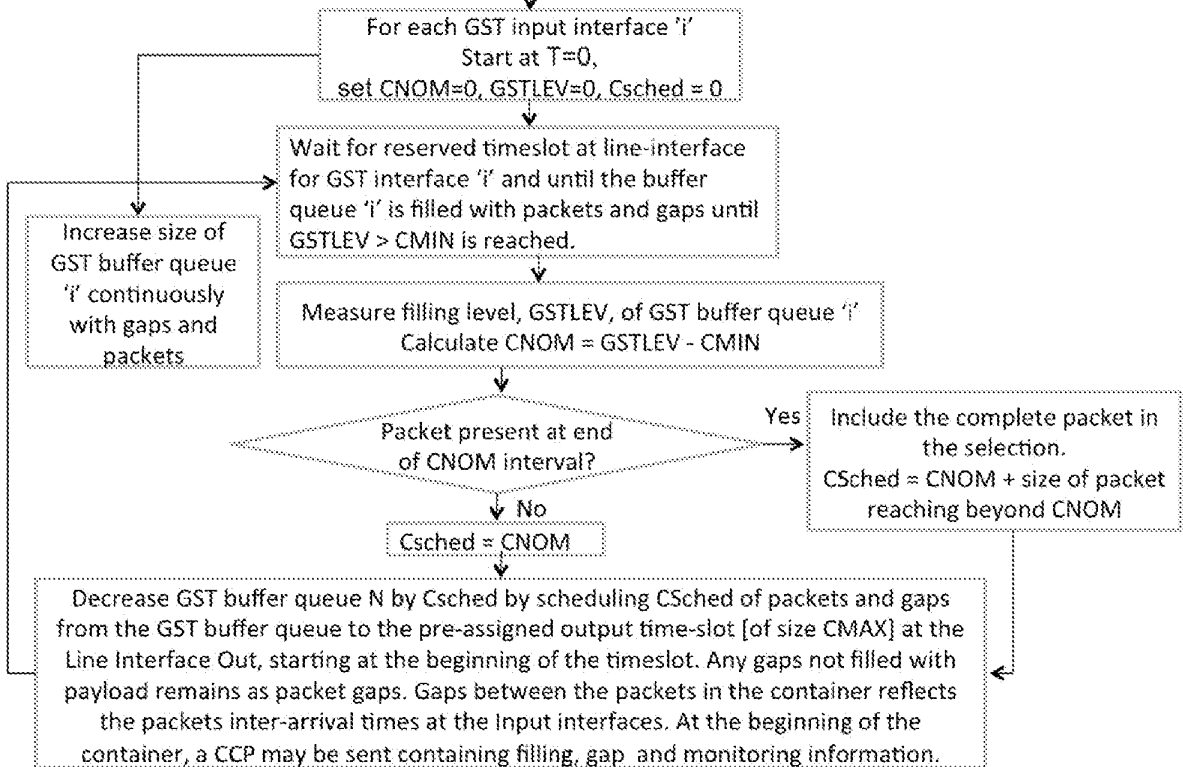 For each GST input interface 'i'
Start at T=0,
set CNOM=0, GSTLEV=0, Csched = 0
Wait for reserved timeslot at line-interface
for GST interface 'i' and until the buffer
queue 'i' is filled with packets and gaps until
GSTLEV > CMIN is reached.
Increase size of
GST buffer queue
'i' continuously
with gaps and
packets
Measure filling level, GSTLEV, of GST buffer queue 'i'
Calculate CNOM = GSTLEV - CMIN
Packet present at end
of CNOM interval?
Yes
Include the complete packet in
the selection.
CSched = CNOM + size of packet
reaching beyond CNOM
No
Csched = CNOM
Decrease GST buffer queue N by Csched by scheduling CSched of packets and gaps
from the GST buffer queue to the pre-assigned output time-slot [of size CMAX] at the
Line Interface Out, starting at the beginning of the timeslot. Any gaps not filled with
payload remains as packet gaps. Gaps between the packets in the container reflects
the packets inter-arrival times at the Input interfaces. At the beginning of the
container, a CCP may be sent containing filling, gap and monitoring information.